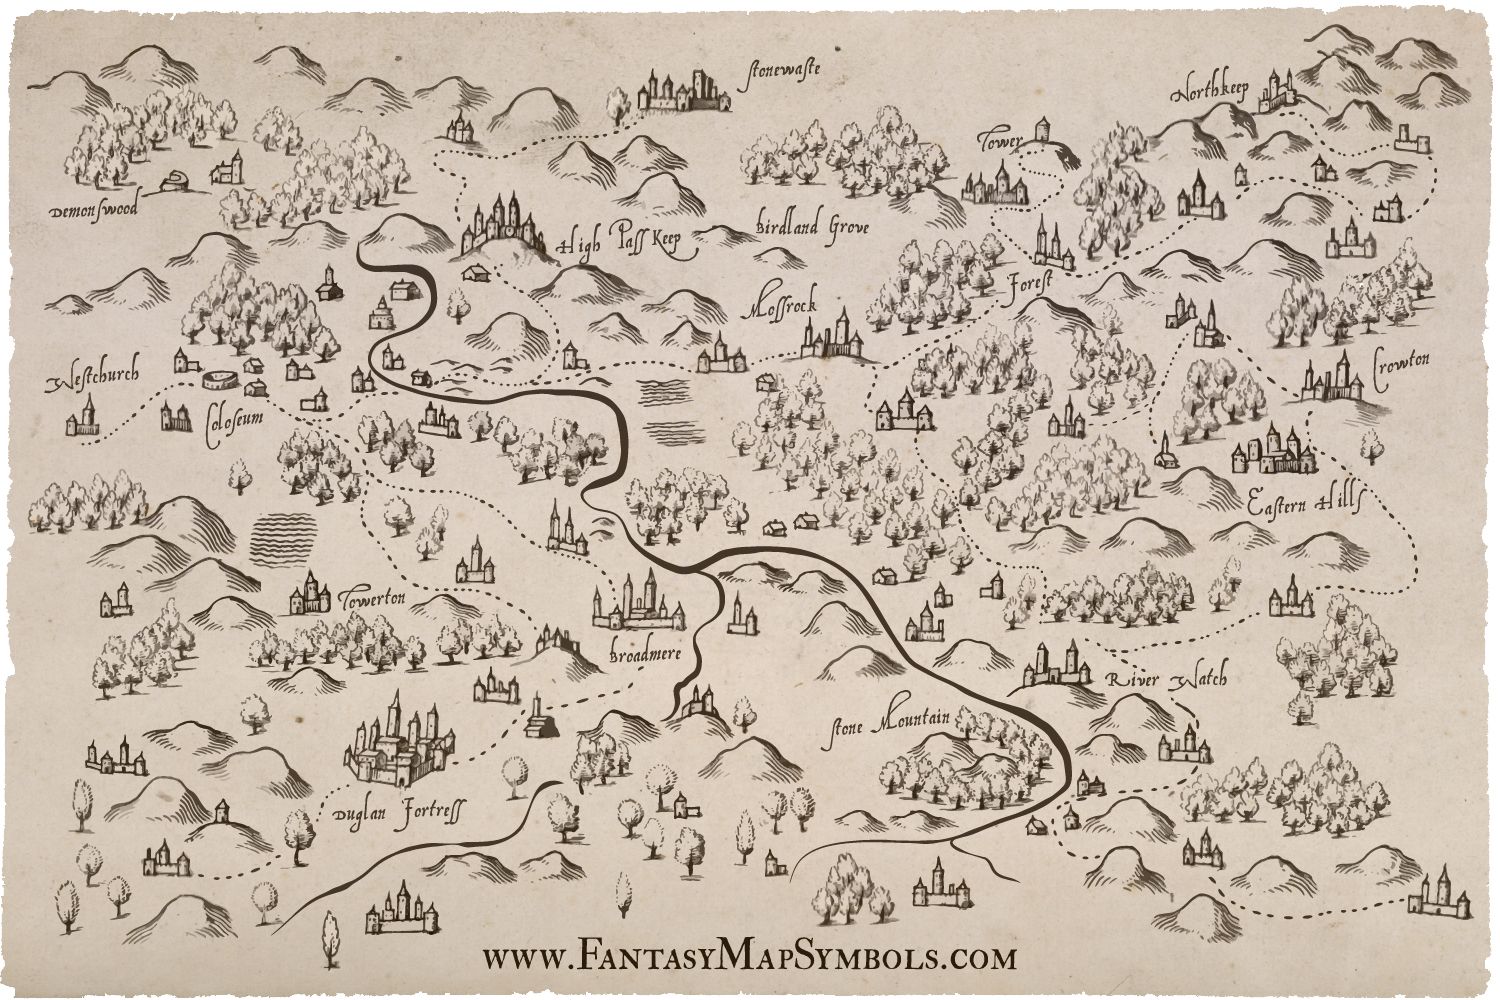 Stonewaste
Northkeep
Tower
Demonswood
High Pass Keep
Birdland Grove
Forest
Mossrock
Westchurch
Coloseum
Crowton
Eastern Hills
Towerton
Broadmere
River Watch
Stone Mountain
Duglan Fortress
www.FantasyMapSymbols.com